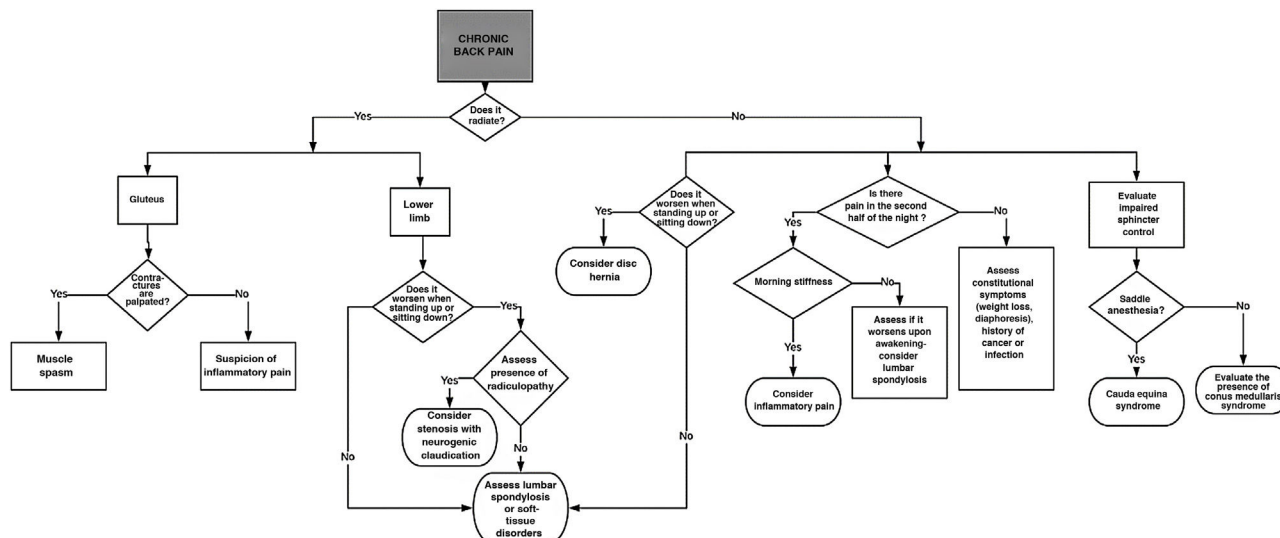 CHRONIC
BACK PAIN
Does it
radiate?
Yes
No
Gluteus
Lower
limb
Does it
worsen when
standing up or
sitting down?
Is there
pain in the second
half of the night ?
Evaluate
impaired
sphincter
control
Yes
Yes
No
Contra-
ctures
are
palpated?
Yes
No
Does it
worsen when
standing up or
sitting down?
Yes
Consider disc
hernia
Morning stiffness
No
Assess
constitutional
symptoms
(weight loss,
diaphoresis),
history of
cancer or
infection
Saddle
anesthesia?
No
Muscle
spasm
Suspicion of
inflammatory pain
Assess
presence of
radiculopathy
Yes
Yes
Assess if it
worsens upon
awakening-
consider
lumbar
spondylosis
Yes
Consider
stenosis with
neurogenic
claudication
Consider
inflammatory pain
Cauda equina
syndrome
Evaluate the
presence of
conus medullaris
syndrome
No
No
No
Assess lumbar
spondylosis
or soft-
tissue
disorders